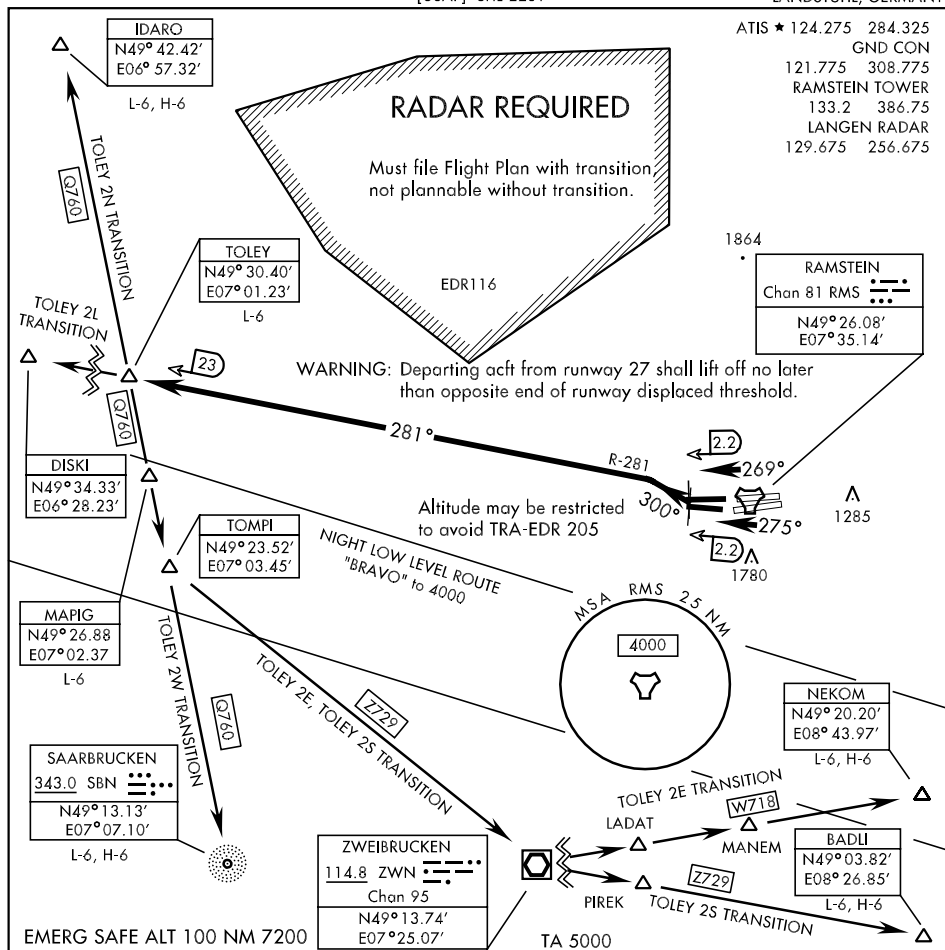 LANDSTUHL, GERMANY
ATIS ★ 124.275 284.325
GND CON
121.775 308.775
RAMSTEIN TOWER
133.2 386.75
LANGEN RADAR
129.675 256.675
IDARO
N49° 42.42'
E06° 57.32'
L-6, H-6
RADAR REQUIRED
Must file Flight Plan with transition,
not plannable without transition.
EDR116
TOLEY 2N TRANSITION
Q760
TOLEY
N49° 30.40'
E07° 01.23'
L-6
1864
RAMSTEIN
Chan 81 RMS
N49° 26.08'
E07° 35.14'
TOLEY 2L
TRANSITION
23
WARNING: Departing acft from runway 27 shall lift off no later
than opposite end of runway displaced threshold.
Q760
281°
R-281
2.2
269°
300°
275°
2.2
1285
1780
DISKI
N49° 34.33'
E06° 28.23'
Altitude may be restricted
to avoid TRA-EDR 205
TOMPI
N49° 23.52'
E07° 03.45'
NIGHT LOW LEVEL ROUTE
"BRAVO" to 4000
MAPIG
N49° 26.88
E07° 02.37
L-6
MSA RMS 25 NM
4000
TOLEY 2W TRANSITION
Q760
TOLEY 2E, TOLEY 2S TRANSITION
Z729
NEKOM
N49° 20.20'
E08° 43.97'
L-6, H-6
SAARBRUCKEN
343.0 SBN
N49° 13.13'
E07° 07.10'
L-6, H-6
TOLEY 2E TRANSITION
W718
LADAT
MANEM
ZWEIBRUCKEN
114.8 ZWN
Chan 95
N49° 13.74'
E07° 25.07'
BADLI
N49° 03.82'
E08° 26.85'
L-6, H-6
PIREK
Z729
TOLEY 2S TRANSITION
EMERG SAFE ALT 100 NM 7200
TA 5000